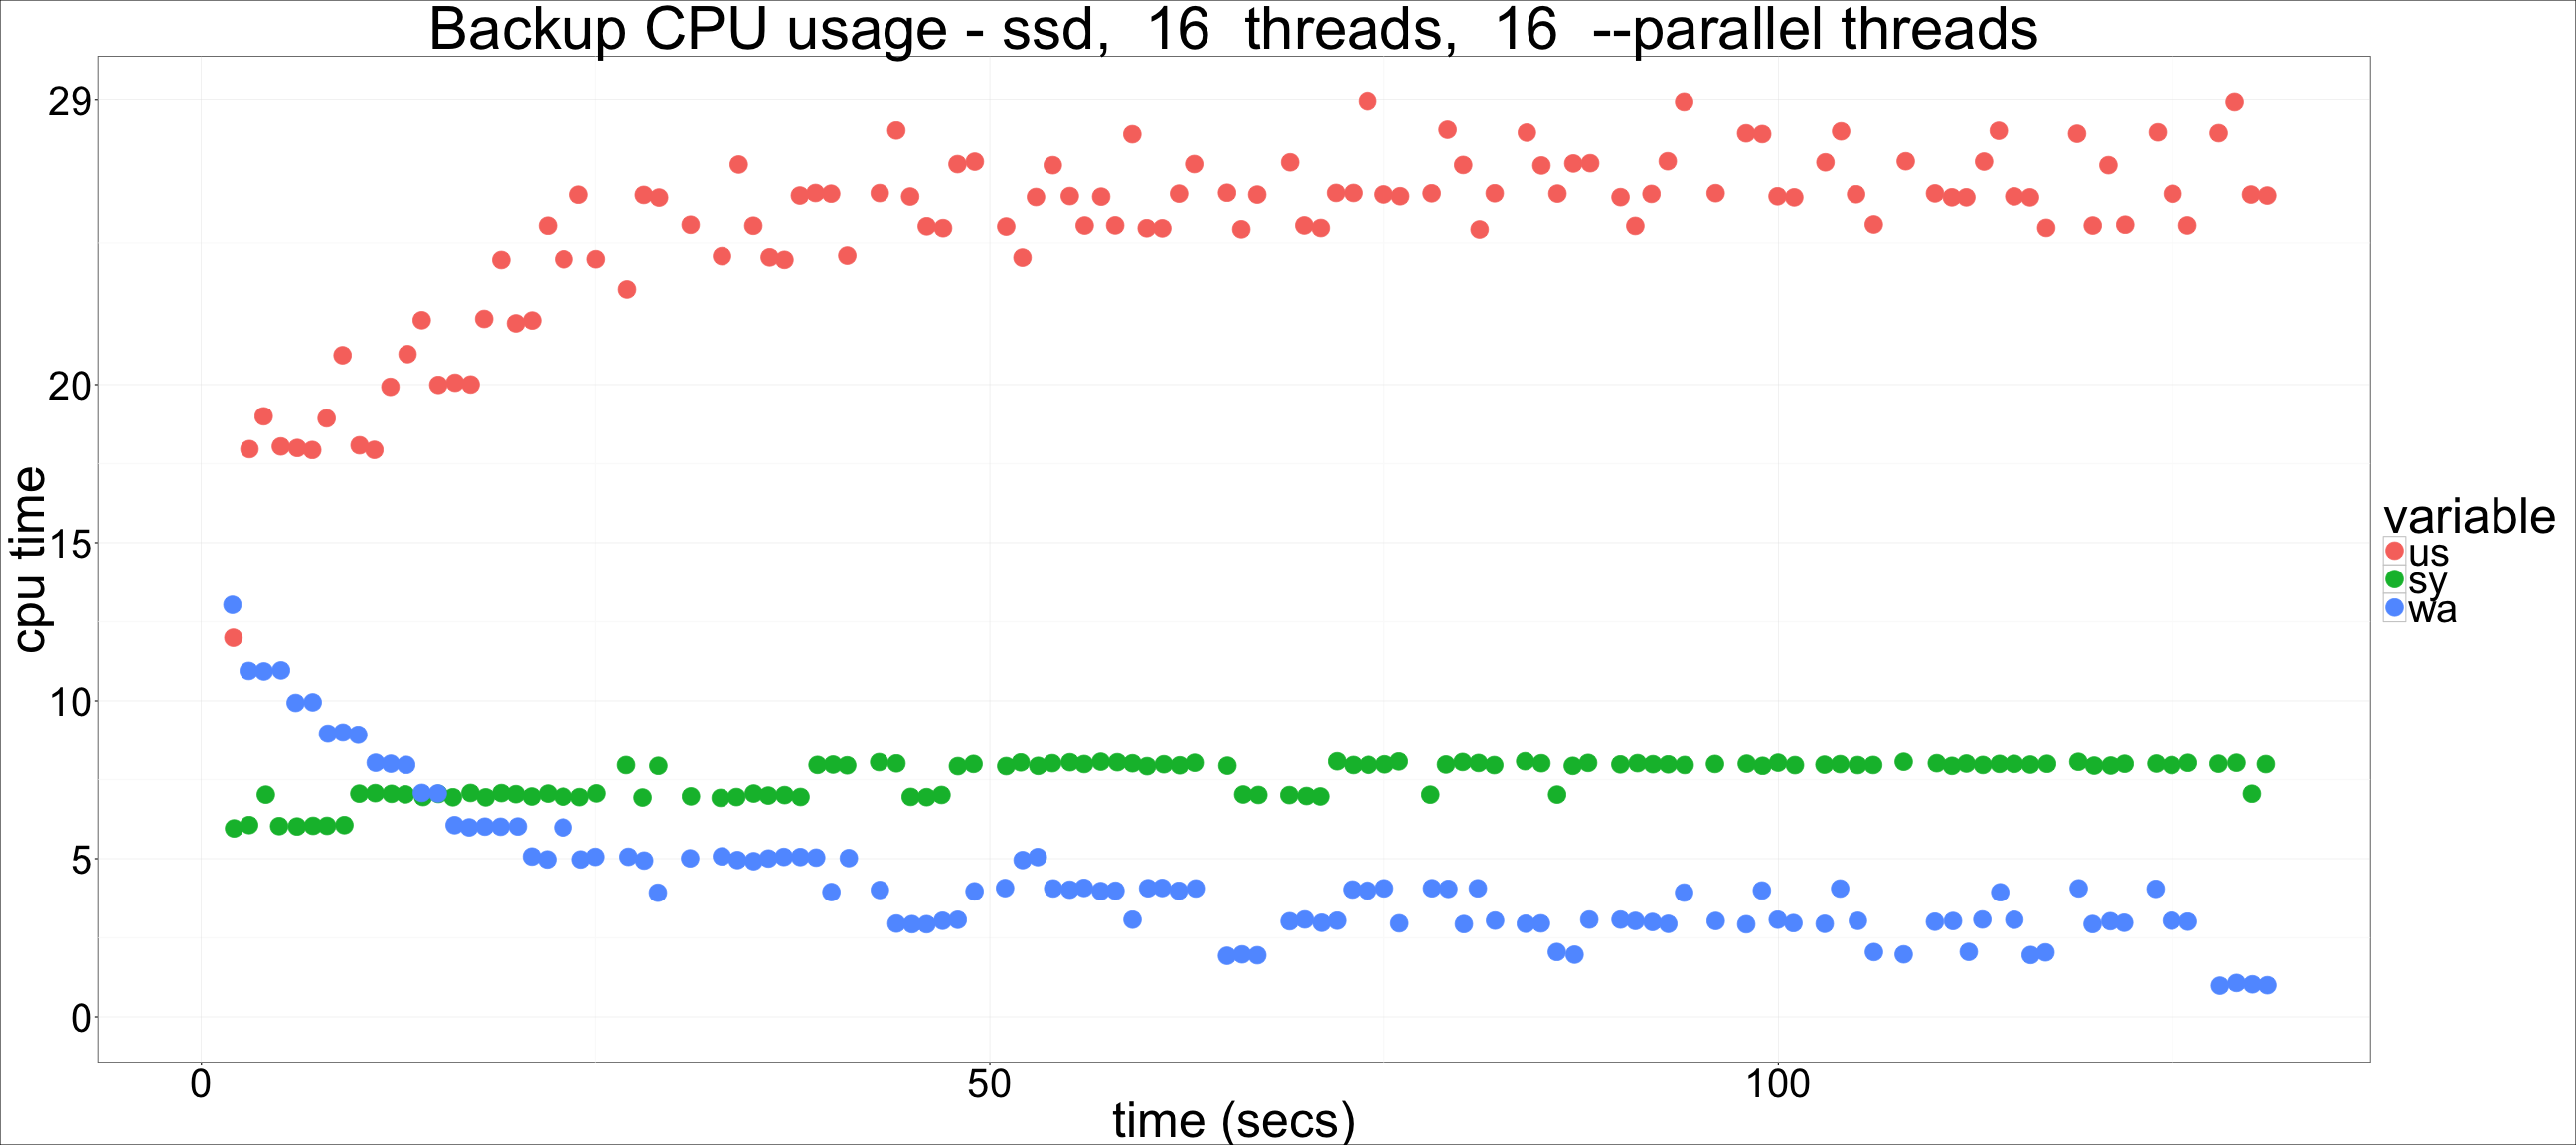 Backup CPU usage - ssd,  16  threads,  16  --parallel threads
29
20
15
10
5
0
cpu time
0 50 100
time (secs)
variable
us
sy
wa